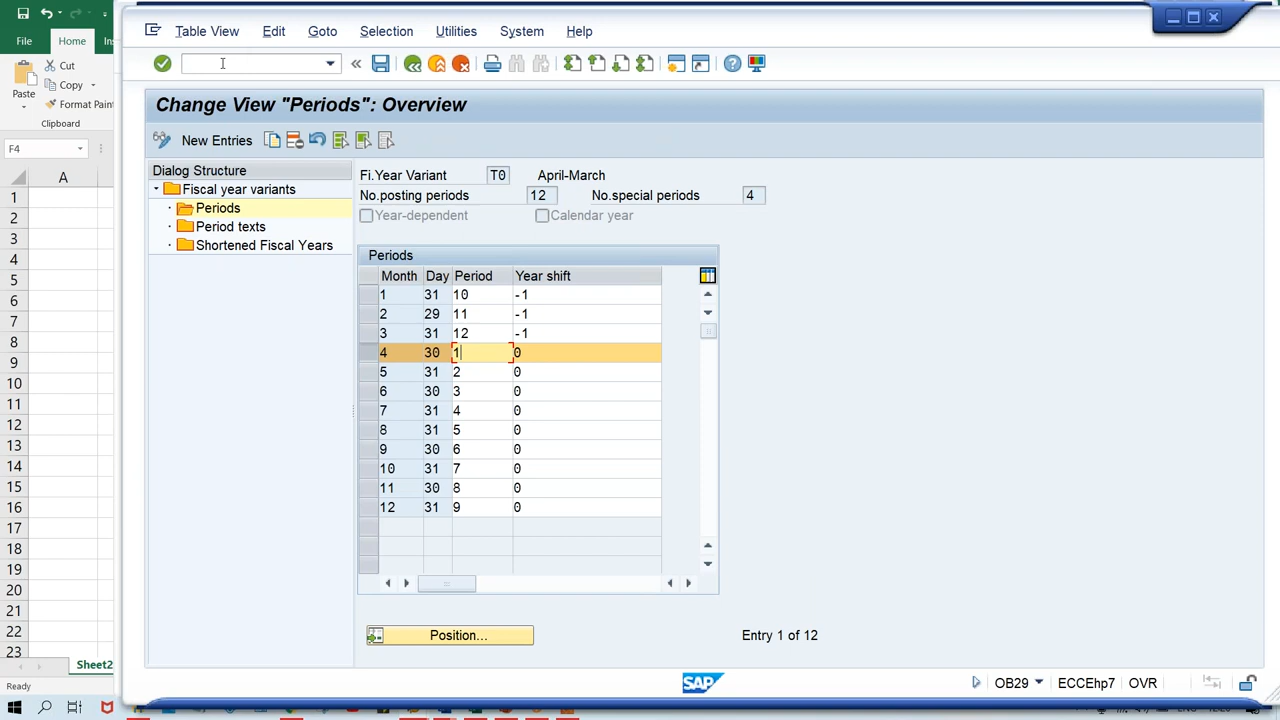 File
Home
In
Cut
Copy
Paste
Format Pain
Clipboard
F4
A
1
2
3
4
5
6
7
8
9
10
11
12
13
14
15
16
17
18
19
20
21
22
23
Sheet2
Ready
Table View Edit Goto Selection Utilities System Help
Change View "Periods": Overview
New Entries
Dialog Structure
Fiscal year variants
Periods
Period texts
Shortened Fiscal Years
Fi.Year Variant T0 April-March
No.posting periods 12 No.special periods 4
Year-dependent Calendar year
Periods
Month Day Period Year shift
1 31 10 -1
2 29 11 -1
3 31 12 -1
4 30 1 0
5 31 2 0
6 30 3 0
7 31 4 0
8 31 5 0
9 30 6 0
10 31 7 0
11 30 8 0
12 31 9 0
Position... Entry 1 of 12
SAP OB29 ECCEhp7 OVR